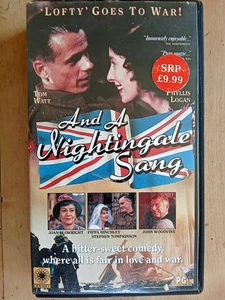 'LOFTY' GOES TO WAR!
"Immensely enjoyable..."
THE INDEPENDENT
TOM
WATT
SRP
£9.99
PHYLLIS
LOGAN
And A
Nightingale
Sang
JOAN PLOWRIGHT
PIPPA HINCHLEY
STEPHEN TOMPKINSON
JOHN WOODVINE
A bitter-sweet comedy,
where all is fair in love and war.
PG